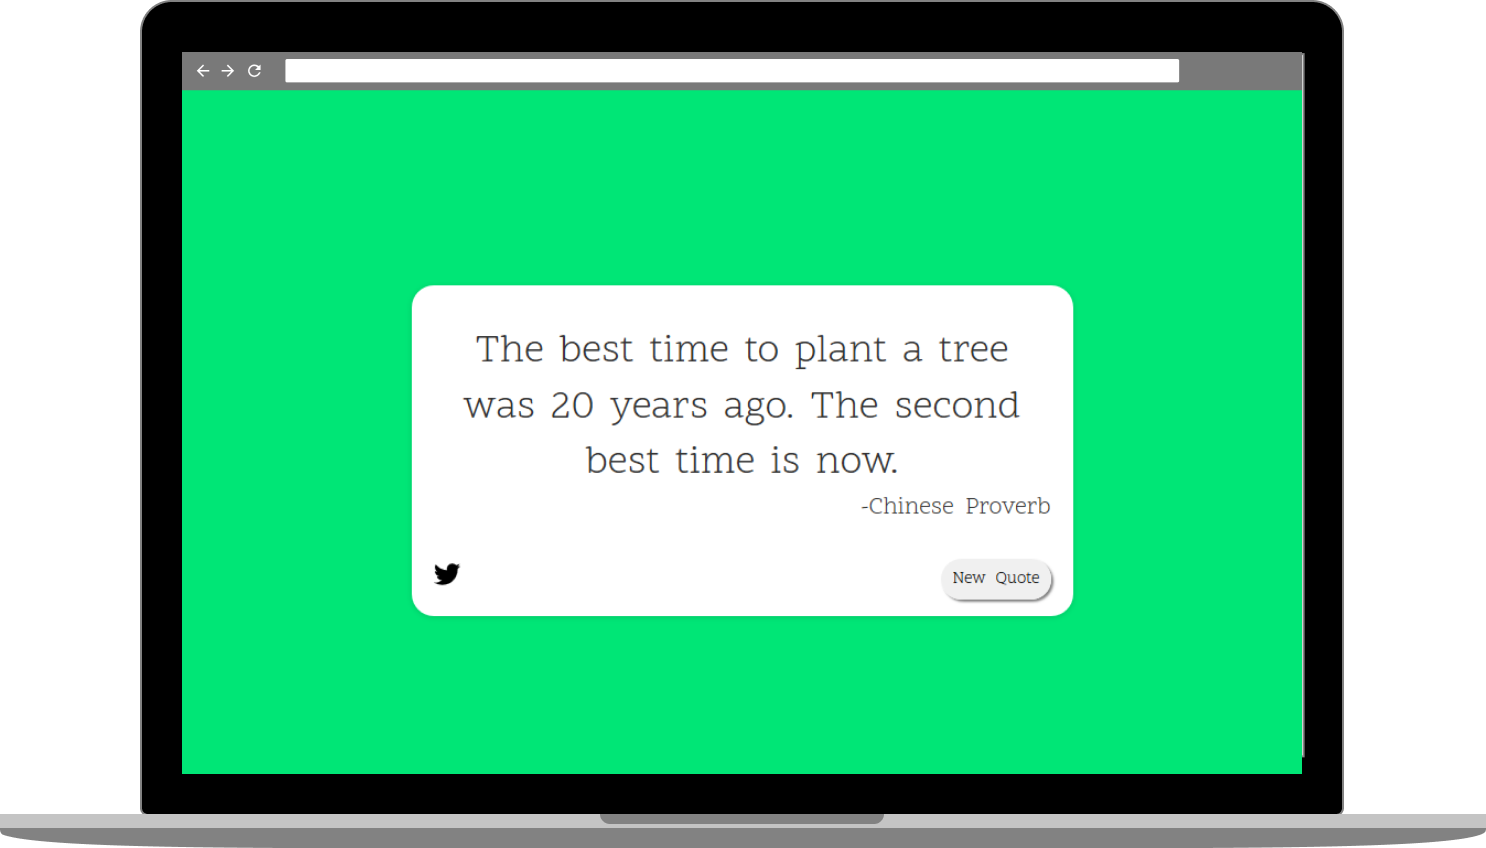 The best time to plant a tree
was 20 years ago. The second
best time is now.
-Chinese Proverb
New Quote